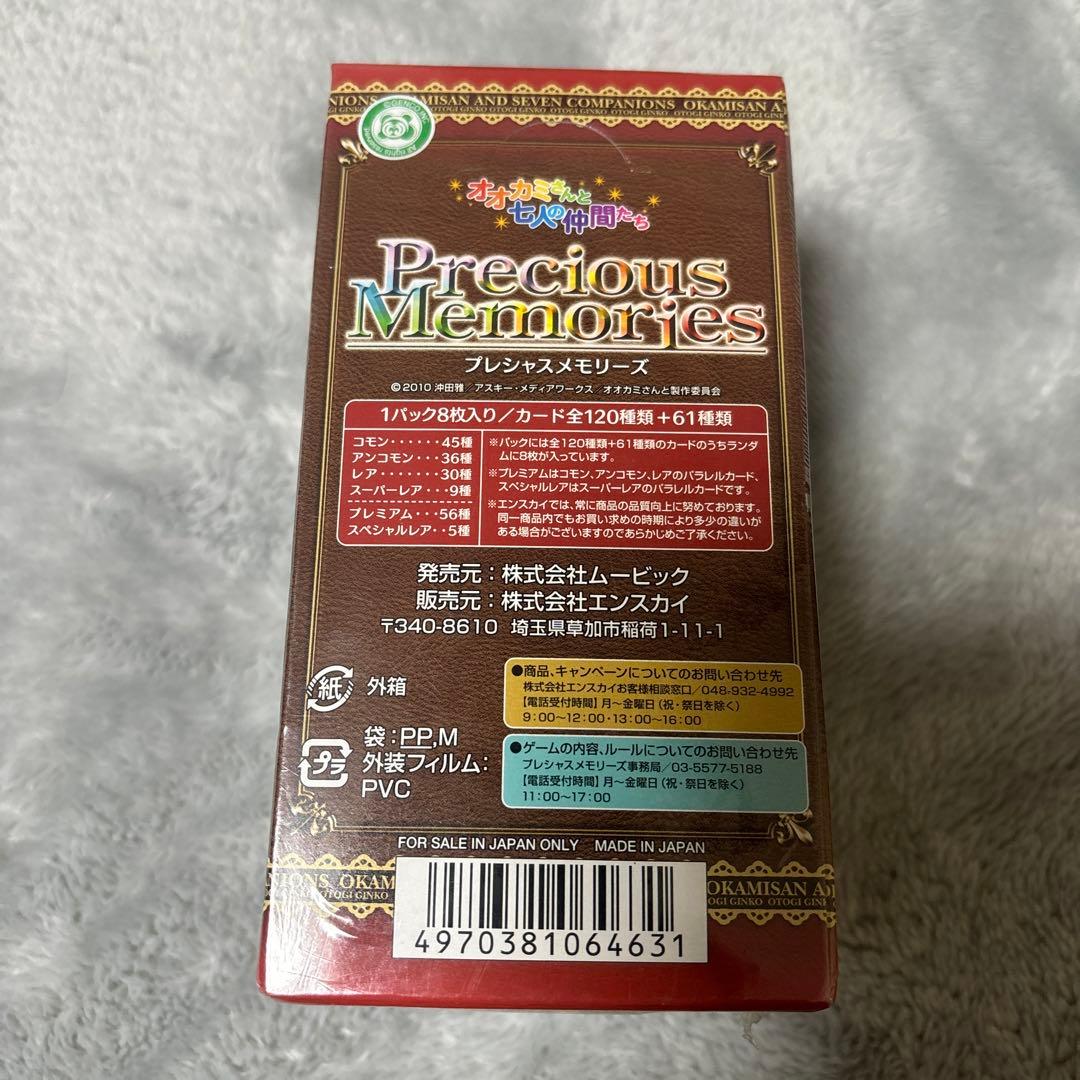 NIONS OKAMISAN AND SEVEN COMPANIONS OKAMISAN A
OTOGI GINKO OTOGI GINKO OTOGI GINKO OTOGI GINKO
©GENCO.INC
All rights reserved
オオカミさんと
七人の仲間たち
Precious
Memories
プレシャスメモリーズ
©2010 沖田雅／アスキー・メディアワークス／オオカミさんと製作委員会
1パック8枚入り／カード全120種類＋61種類
コモン・・・・・・45種
アンコモン・・・36種
レア・・・・・・・30種
スーパーレア・・・9種
プレミアム・・・56種
スペシャルレア・・5種
※パックには全120種類+61種類のカードのうちランダ
ムに8枚が入っています。
※プレミアムはコモン、アンコモン、レアのパラレルカード、
スペシャルレアはスーパーレアのパラレルカードです。
※エンスカイでは、常に商品の品質向上に努めております。
同一商品内でもお買い求めの時期により多少の違いが
ある場合がございますのであらかじめご了承ください。
発売元：株式会社ムービック
販売元：株式会社エンスカイ
〒340-8610 埼玉県草加市稲荷1-11-1
紙 外箱
●商品、キャンペーンについてのお問い合わせ先
株式会社エンスカイお客様相談窓口／048-932-4992
【電話受付時間】月～金曜日（祝・祭日を除く）
9：00～12：00・13：00～16：00
プラ
袋：PP,M
外装フィルム：
PVC
●ゲームの内容、ルールについてのお問い合わせ先
プレシャスメモリーズ事務局／03-5577-5188
【電話受付時間】月～金曜日（祝・祭日を除く）
11：00～17：00
FOR SALE IN JAPAN ONLY MADE IN JAPAN
NIONS OKAM
OTOGI GINKO
OKAMISAN A
OTOGI GINKO
4970381064631